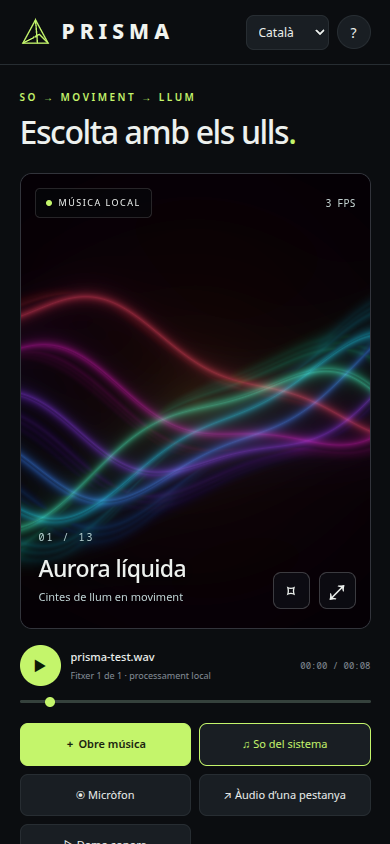 PRISMA
Català
?
SO → MOVIMENT → LLUM
Escolta amb els ulls.
MÚSICA LOCAL
3 FPS
01 / 13
Aurora líquida
Cintes de llum en moviment
prisma-test.wav
Fitxer 1 de 1 · processament local
00:00 / 00:08
+ Obre música
♫ So del sistema
Micròfon
↗ Àudio d'una pestanya